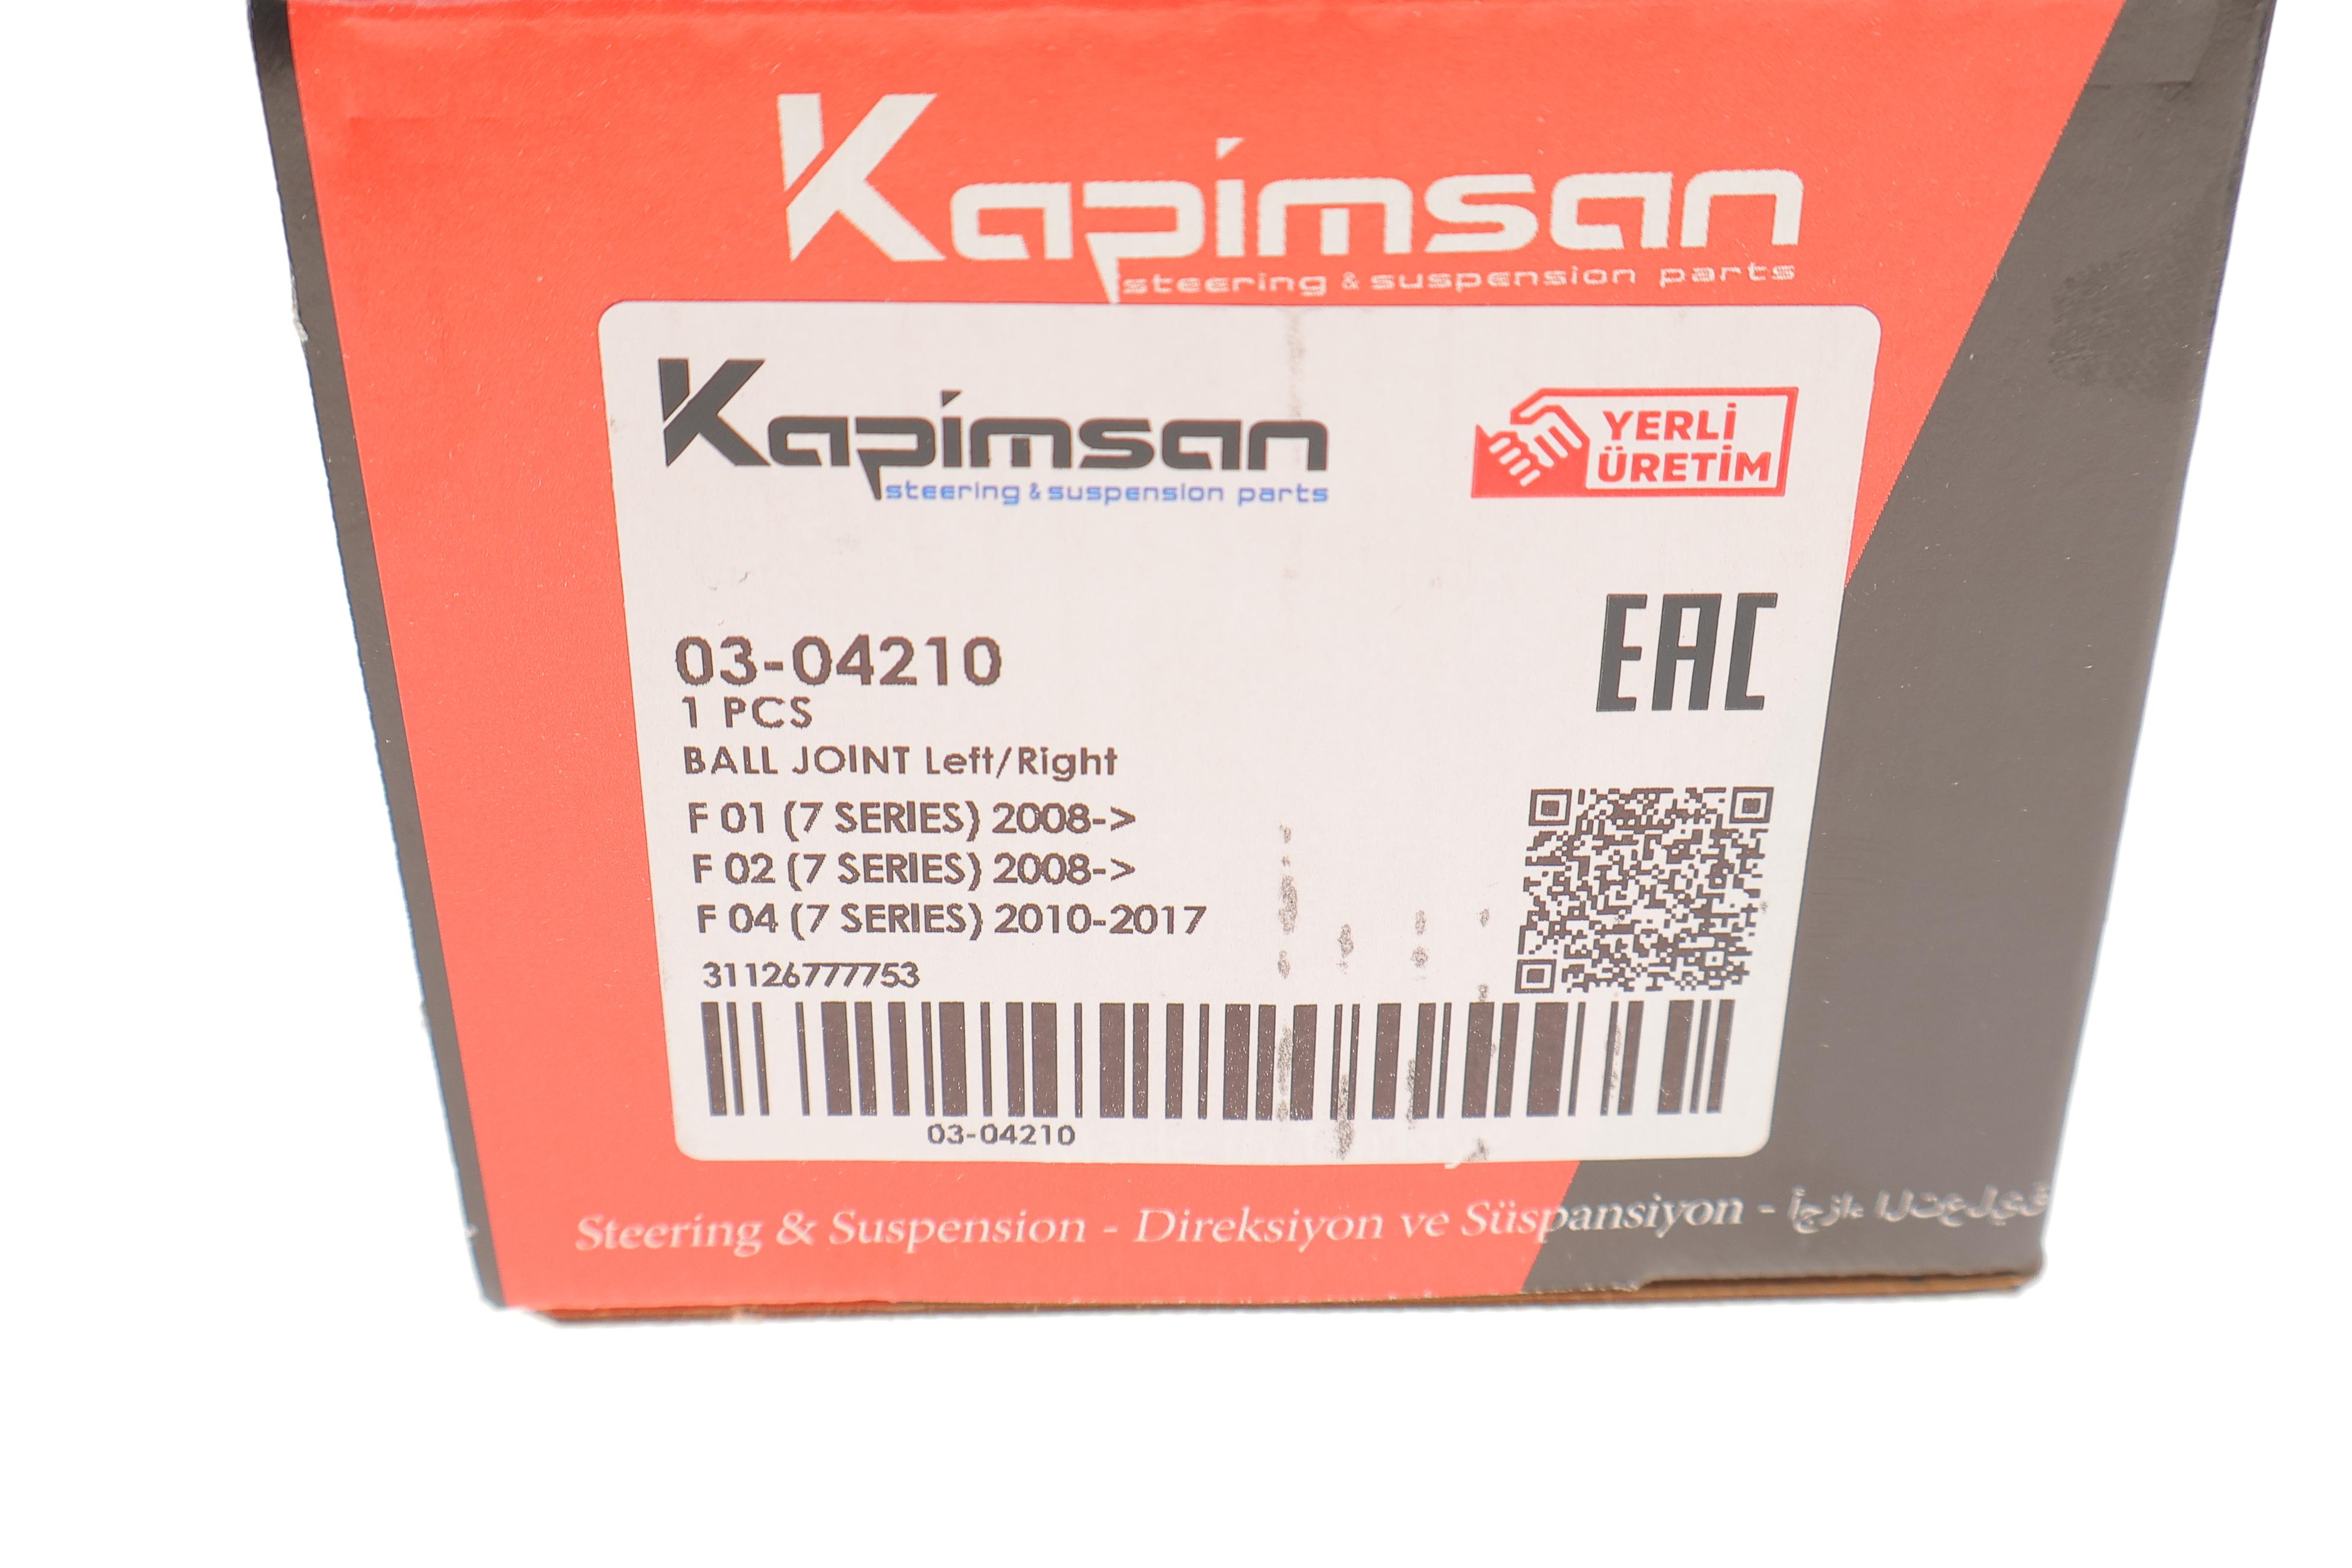 Kapimsan
steering & suspension parts
Kapimsan
steering & suspension parts
YERLİ
ÜRETİM
EAC
03-04210
1 PCS
BALL JOINT Left/Right
F 01 (7 SERIES) 2008->
F 02 (7 SERIES) 2008->
F 04 (7 SERIES) 2010-2017
31126777753
03-04210
Steering & Suspension - Direksiyon ve Süspansiyon - أجزاء التعليق